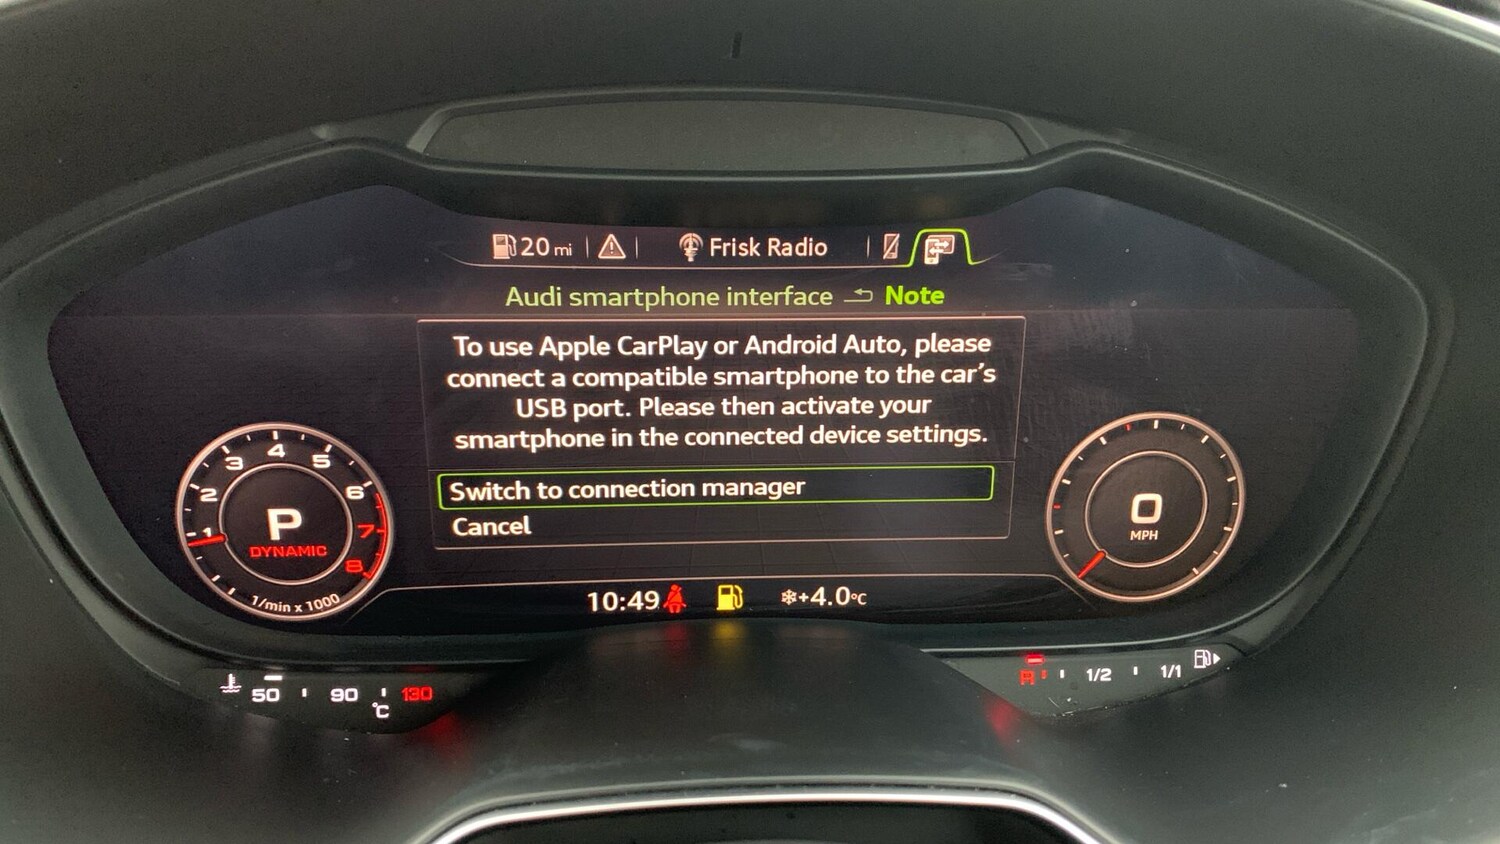 20 mi
Frisk Radio
Audi smartphone interface Note
To use Apple CarPlay or Android Auto, please
connect a compatible smartphone to the car's
USB port. Please then activate your
smartphone in the connected device settings.
Switch to connection manager
Cancel
1 2 3 4 5 6 7 8
P
DYNAMIC
1/min x 1000
0
MPH
10:49
+4.0°C
50 90 130
°C
R 1/2 1/1